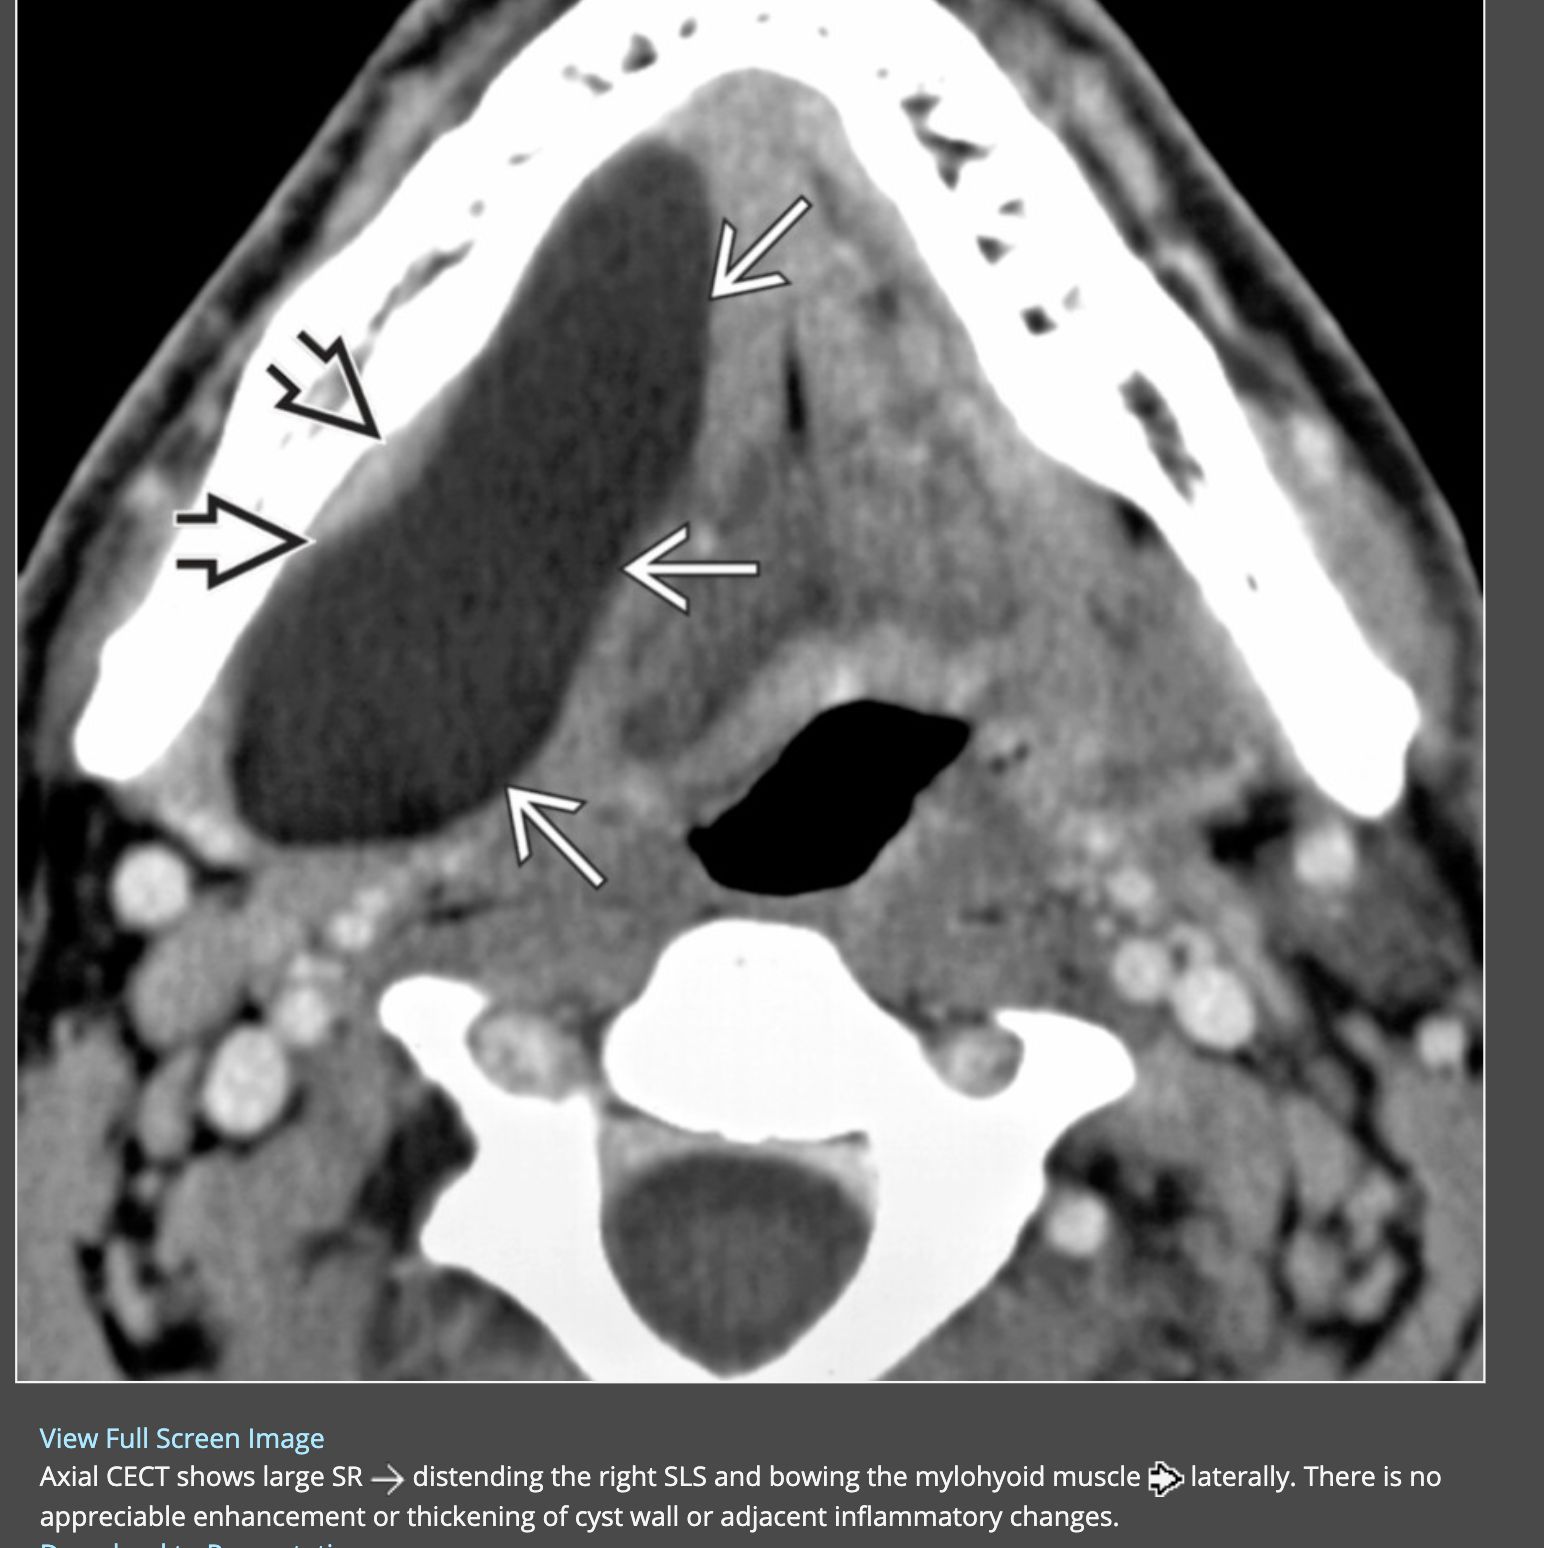 View Full Screen Image
Axial CECT shows large SR distending the right SLS and bowing the mylohyoid muscle laterally. There is no
appreciable enhancement or thickening of cyst wall or adjacent inflammatory changes.